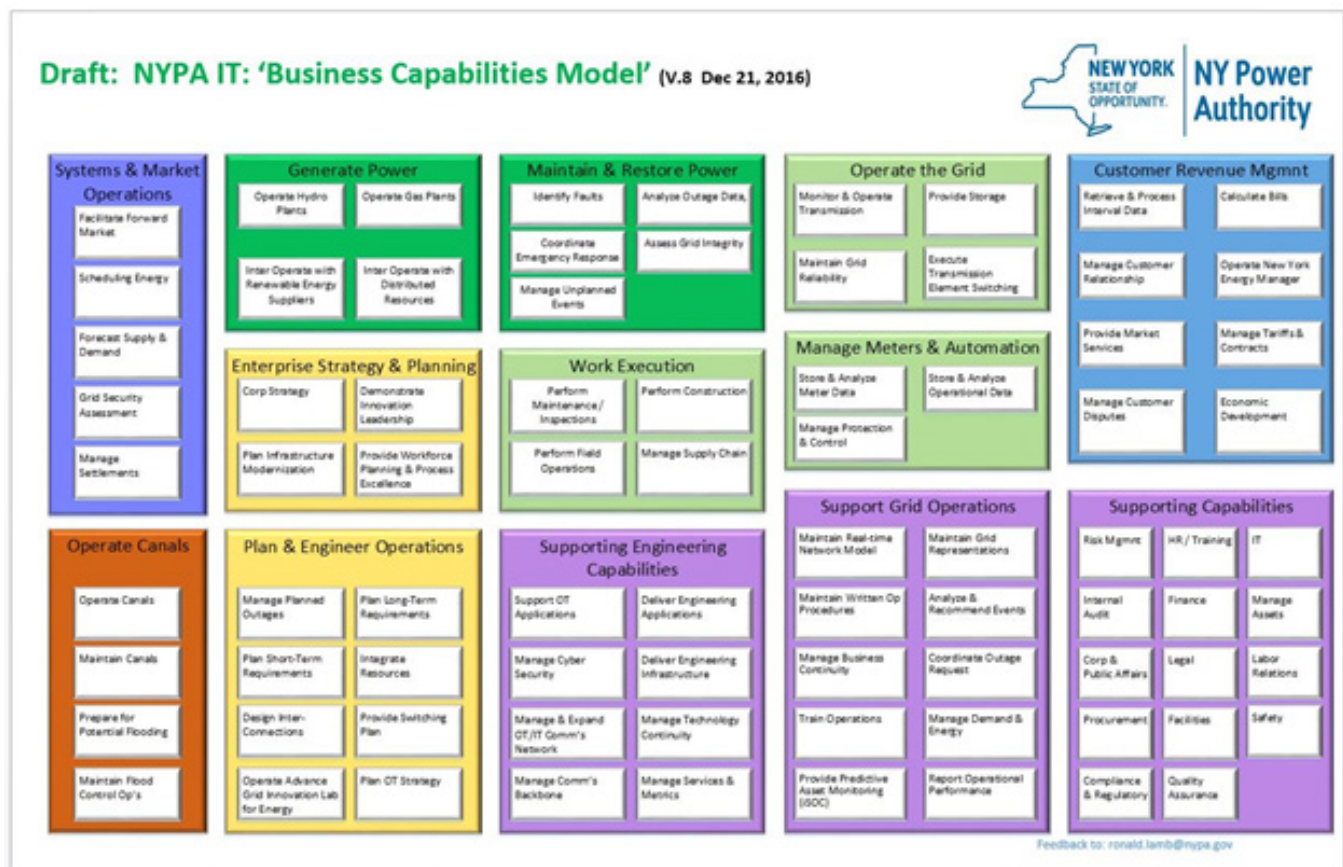 Draft: NYPA IT: 'Business Capabilities Model' (V.8 Dec 21, 2016)
NEW YORK
STATE OF
OPPORTUNITY.
NY Power
Authority
Systems & Market
Operations
Facilitate Forward
Market
Scheduling Energy
Forecast Supply &
Demand
Grid Security
Assessment
Manage
Settlements
Generate Power
Operate Hydro
Plants
Operate Gas Plants
Inter Operate with
Renewable Energy
Suppliers
Inter Operate with
Distributed
Resources
Maintain & Restore Power
Identify Faults
Analyze Outage Data,
Coordinate
Emergency Response
Assess Grid Integrity
Manage Unplanned
Events
Operate the Grid
Monitor & Operate
Transmission
Provide Storage
Maintain Grid
Reliability
Execute
Transmission
Element Switching
Customer Revenue Mgmnt
Retrieve & Process
Interval Data
Calculate Bills
Manage Customer
Relationship
Operate New York
Energy Manager
Provide Market
Services
Manage Tariffs &
Contracts
Manage Customer
Disputes
Economic
Development
Enterprise Strategy & Planning
Corp Strategy
Demonstrate
Innovation
Leadership
Plan Infrastructure
Modernization
Provide Workforce
Planning & Process
Excellence
Work Execution
Perform
Maintenance/
Inspections
Perform Construction
Perform Field
Operations
Manage Supply Chain
Manage Meters & Automation
Store & Analyze
Meter Data
Store & Analyze
Operational Data
Manage Protection
& Control
Operate Canals
Operate Canals
Maintain Canals
Prepare for
Potential Flooding
Maintain Flood
Control Op's
Plan & Engineer Operations
Manage Planned
Outages
Plan Long-Term
Requirements
Plan Short-Term
Requirements
Integrate
Resources
Design Inter-
Connections
Provide Switching
Plan
Operate Advance
Grid Innovation Lab
for Energy
Plan OT Strategy
Supporting Engineering
Capabilities
Support OT
Applications
Deliver Engineering
Applications
Manage Cyber
Security
Deliver Engineering
Infrastructure
Manage & Expand
OT/IT Comm's
Network
Manage Technology
Continuity
Manage Comm's
Backbone
Manage Services &
Metrics
Support Grid Operations
Maintain Real-time
Network Model
Maintain Grid
Representations
Maintain Written Op
Procedures
Analyze &
Recommend Events
Manage Business
Continuity
Coordinate Outage
Request
Train Operations
Manage Demand &
Energy
Provide Predictive
Asset Monitoring
(iSOC)
Report Operational
Performance
Supporting Capabilities
Risk Mgmnt
HR / Training
IT
Internal
Audit
Finance
Manage
Assets
Corp &
Public Affairs
Legal
Labor
Relations
Procurement
Facilities
Safety
Compliance
& Regulatory
Quality
Assurance
Feedback to: ronald.lamb@nypa.gov